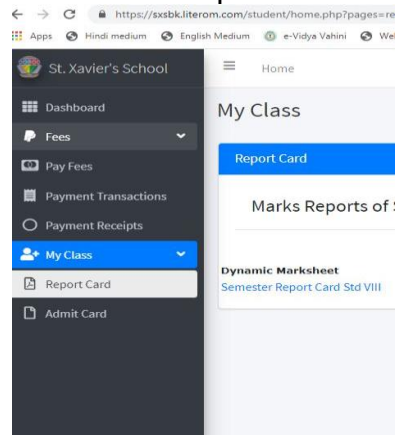 https://sxsbk.literom.com/student/home.php?pages=re
Apps Hindi medium English Medium e-Vidya Vahini Wel
St. Xavier's School
Home
Dashboard
Fees
Pay Fees
Payment Transactions
Payment Receipts
My Class
Report Card
Admit Card
My Class
Report Card
Marks Reports of
Dynamic Marksheet
Semester Report Card Std VIII